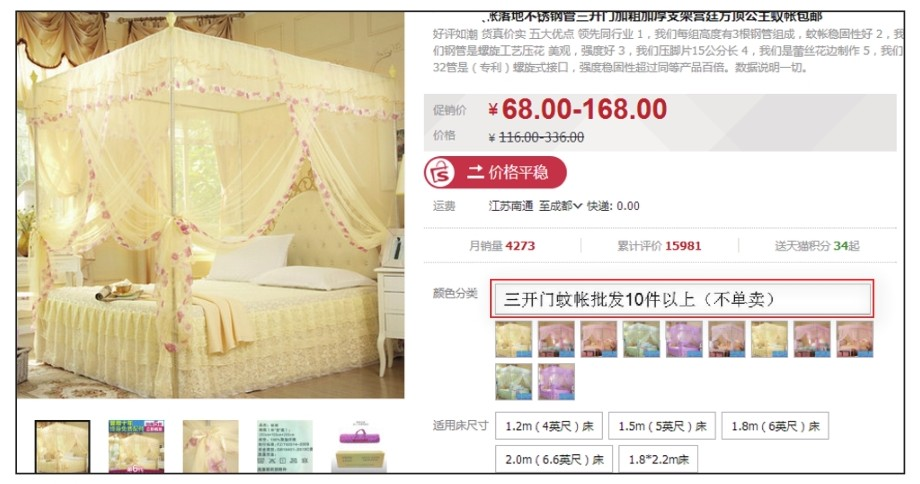 落地不锈钢管三开门加粗加厚支架宫廷方顶公主蚊帐包邮
好评如潮 货真价实 五大优点 领先同行业 1，我们每组高度有3根钢管组成，蚊帐稳固性好 2，我
们钢管是螺旋工艺压花 美观，强度好 3，我们压脚片15公分长 4，我们是蕾丝花边制作 5，我们
32管是（专利）螺旋式接口，强度稳固性超过同等产品百倍。数据说明一切。
促销价 ¥68.00-168.00
价格 ¥ 116.00-336.00
价格平稳
运费 江苏南通 至成都 快递: 0.00
月销量 4273 累计评价 15981 送天猫积分 34起
颜色分类 三开门蚊帐批发10件以上（不单卖）
适用床尺寸 1.2m（4英尺）床 1.5m（5英尺）床 1.8m（6英尺）床
2.0m（6.6英尺）床 1.8*2.2m床